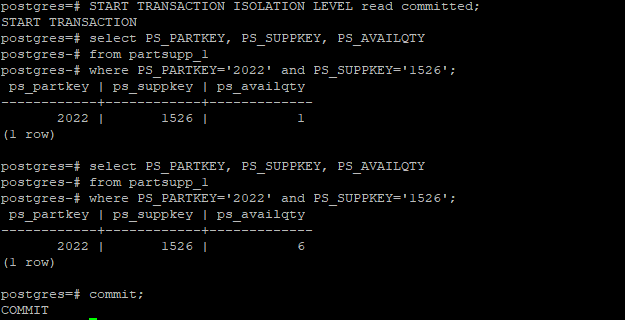 postgres=# START TRANSACTION ISOLATION LEVEL read committed;
START TRANSACTION
postgres=# select PS_PARTKEY, PS_SUPPKEY, PS_AVAILQTY
postgres-# from partsupp_1
postgres-# where PS_PARTKEY='2022' and PS_SUPPKEY='1526';
 ps_partkey | ps_suppkey | ps_availqty
------------+------------+-------------
       2022 |       1526 |           1
(1 row)

postgres=# select PS_PARTKEY, PS_SUPPKEY, PS_AVAILQTY
postgres-# from partsupp_1
postgres-# where PS_PARTKEY='2022' and PS_SUPPKEY='1526';
 ps_partkey | ps_suppkey | ps_availqty
------------+------------+-------------
       2022 |       1526 |           6
(1 row)

postgres=# commit;
COMMIT